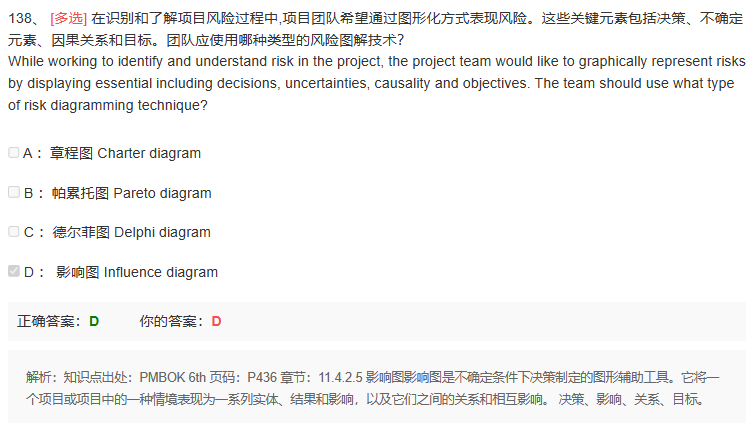 138、 [多选] 在识别和了解项目风险过程中,项目团队希望通过图形化方式表现风险。这些关键元素包括决策、不确定
元素、因果关系和目标。团队应使用哪种类型的风险图解技术？
While working to identify and understand risk in the project, the project team would like to graphically represent risks
by displaying essential including decisions, uncertainties, causality and objectives. The team should use what type
of risk diagramming technique?
A： 章程图 Charter diagram
B： 帕累托图 Pareto diagram
C： 德尔菲图 Delphi diagram
D： 影响图 Influence diagram
正确答案：D 你的答案：D
解析：知识点出处：PMBOK 6th 页码：P436 章节：11.4.2.5 影响图影响图是不确定条件下决策制定的图形辅助工具。它将一
个项目或项目中的一种情境表现为一系列实体、结果和影响，以及它们之间的关系和相互影响。 决策、影响、关系、目标。